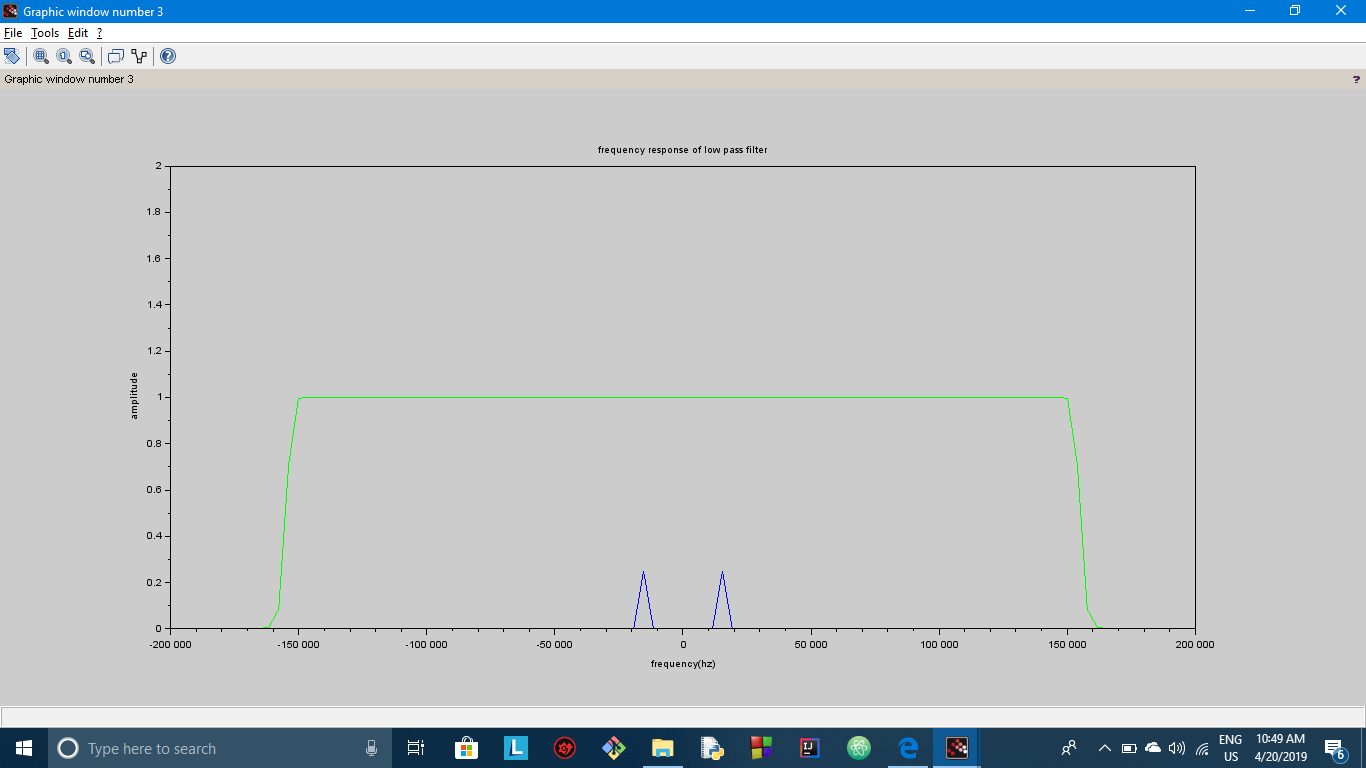 Graphic window number 3
File Tools Edit ?
Graphic window number 3
?
frequency response of low pass filter
2
1.8
1.6
1.4
1.2
1
0.8
0.6
0.4
0.2
0
amplitude
-200 000 -150 000 -100 000 -50 000 0 50 000 100 000 150 000 200 000
frequency(hz)
Type here to search
L
IJ
ENG
US
10:49 AM
4/20/2019
6